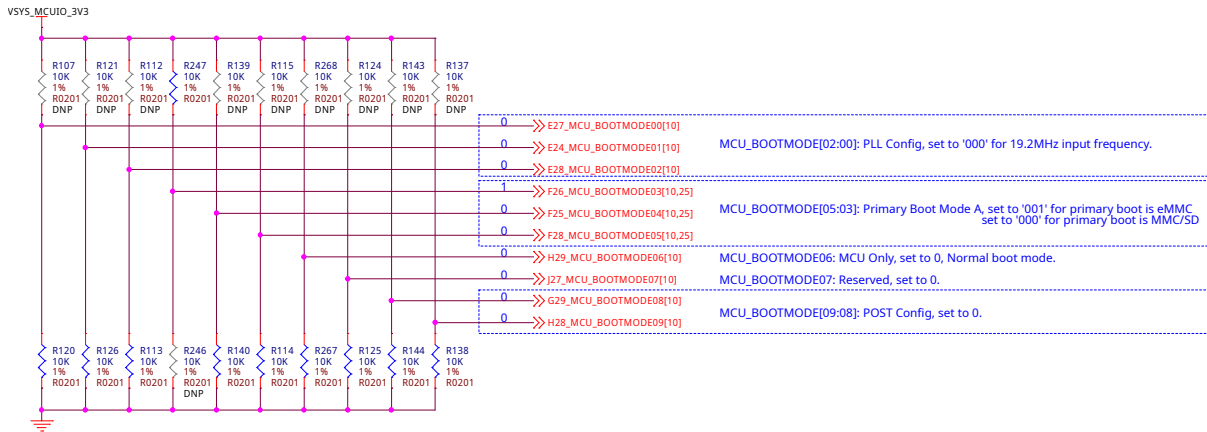 VSYS_MCUIO_3V3
R107 R121 R112 R247 R139 R115 R268 R124 R143 R137
10K 10K 10K 10K 10K 10K 10K 10K 10K 10K
1% 1% 1% 1% 1% 1% 1% 1% 1% 1%
R0201 R0201 R0201 R0201 R0201 R0201 R0201 R0201 R0201 R0201
DNP DNP DNP DNP DNP DNP DNP DNP DNP
0 E27_MCU_BOOTMODE00[10]
0 E24_MCU_BOOTMODE01[10] MCU_BOOTMODE[02:00]: PLL Config, set to '000' for 19.2MHz input frequency.
0 E28_MCU_BOOTMODE02[10]
1 F26_MCU_BOOTMODE03[10,25]
0 F25_MCU_BOOTMODE04[10,25] MCU_BOOTMODE[05:03]: Primary Boot Mode A, set to '001' for primary boot is eMMC
set to '000' for primary boot is MMC/SD
0 F28_MCU_BOOTMODE05[10,25]
0 H29_MCU_BOOTMODE06[10] MCU_BOOTMODE06: MCU Only, set to 0, Normal boot mode.
0 J27_MCU_BOOTMODE07[10] MCU_BOOTMODE07: Reserved, set to 0.
0 G29_MCU_BOOTMODE08[10]
MCU_BOOTMODE[09:08]: POST Config, set to 0.
0 H28_MCU_BOOTMODE09[10]
R120 R126 R113 R246 R140 R114 R267 R125 R144 R138
10K 10K 10K 10K 10K 10K 10K 10K 10K 10K
1% 1% 1% 1% 1% 1% 1% 1% 1% 1%
R0201 R0201 R0201 R0201 R0201 R0201 R0201 R0201 R0201 R0201
DNP